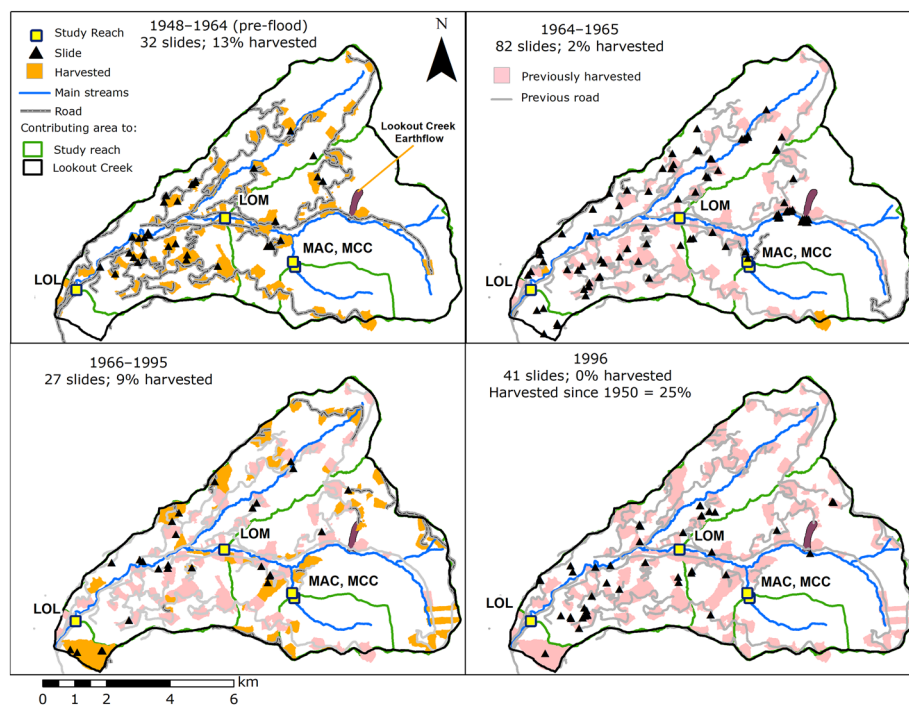 1948–1964 (pre-flood)
32 slides; 13% harvested
N
Study Reach
Slide
Harvested
Main streams
Road
Contributing area to:
Study reach
Lookout Creek
Lookout Creek
Earthflow
LOM
MAC, MCC
LOL
1964–1965
82 slides; 2% harvested
Previously harvested
Previous road
LOM
MAC, MCC
LOL
1966–1995
27 slides; 9% harvested
LOM
MAC, MCC
LOL
1996
41 slides; 0% harvested
Harvested since 1950 = 25%
LOM
MAC, MCC
LOL
km
0 1 2 4 6